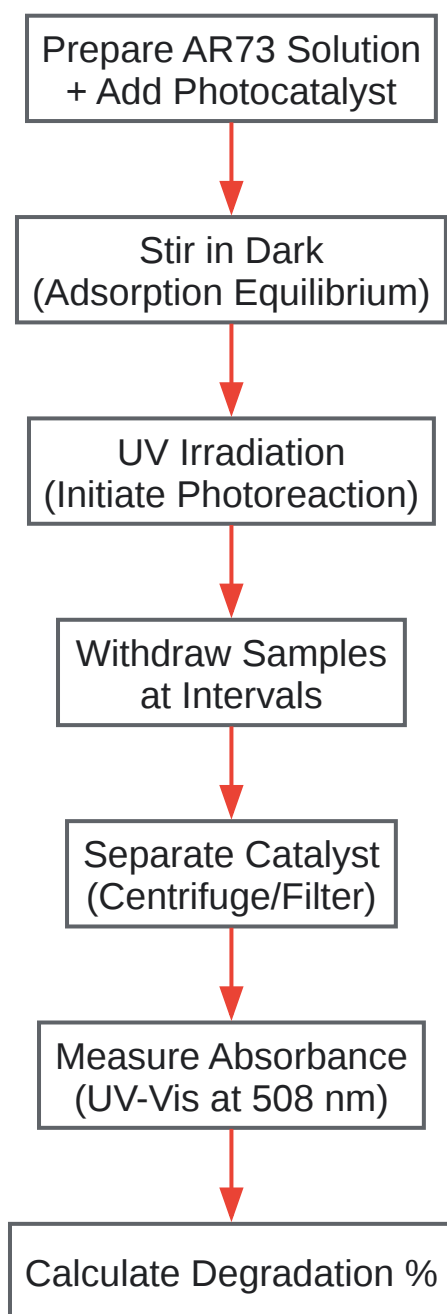 Prepare AR73 Solution
+ Add Photocatalyst
Stir in Dark
(Adsorption Equilibrium)
UV Irradiation
(Initiate Photoreaction)
Withdraw Samples
at Intervals
Separate Catalyst
(Centrifuge/Filter)
Measure Absorbance
(UV-Vis at 508 nm)
Calculate Degradation %